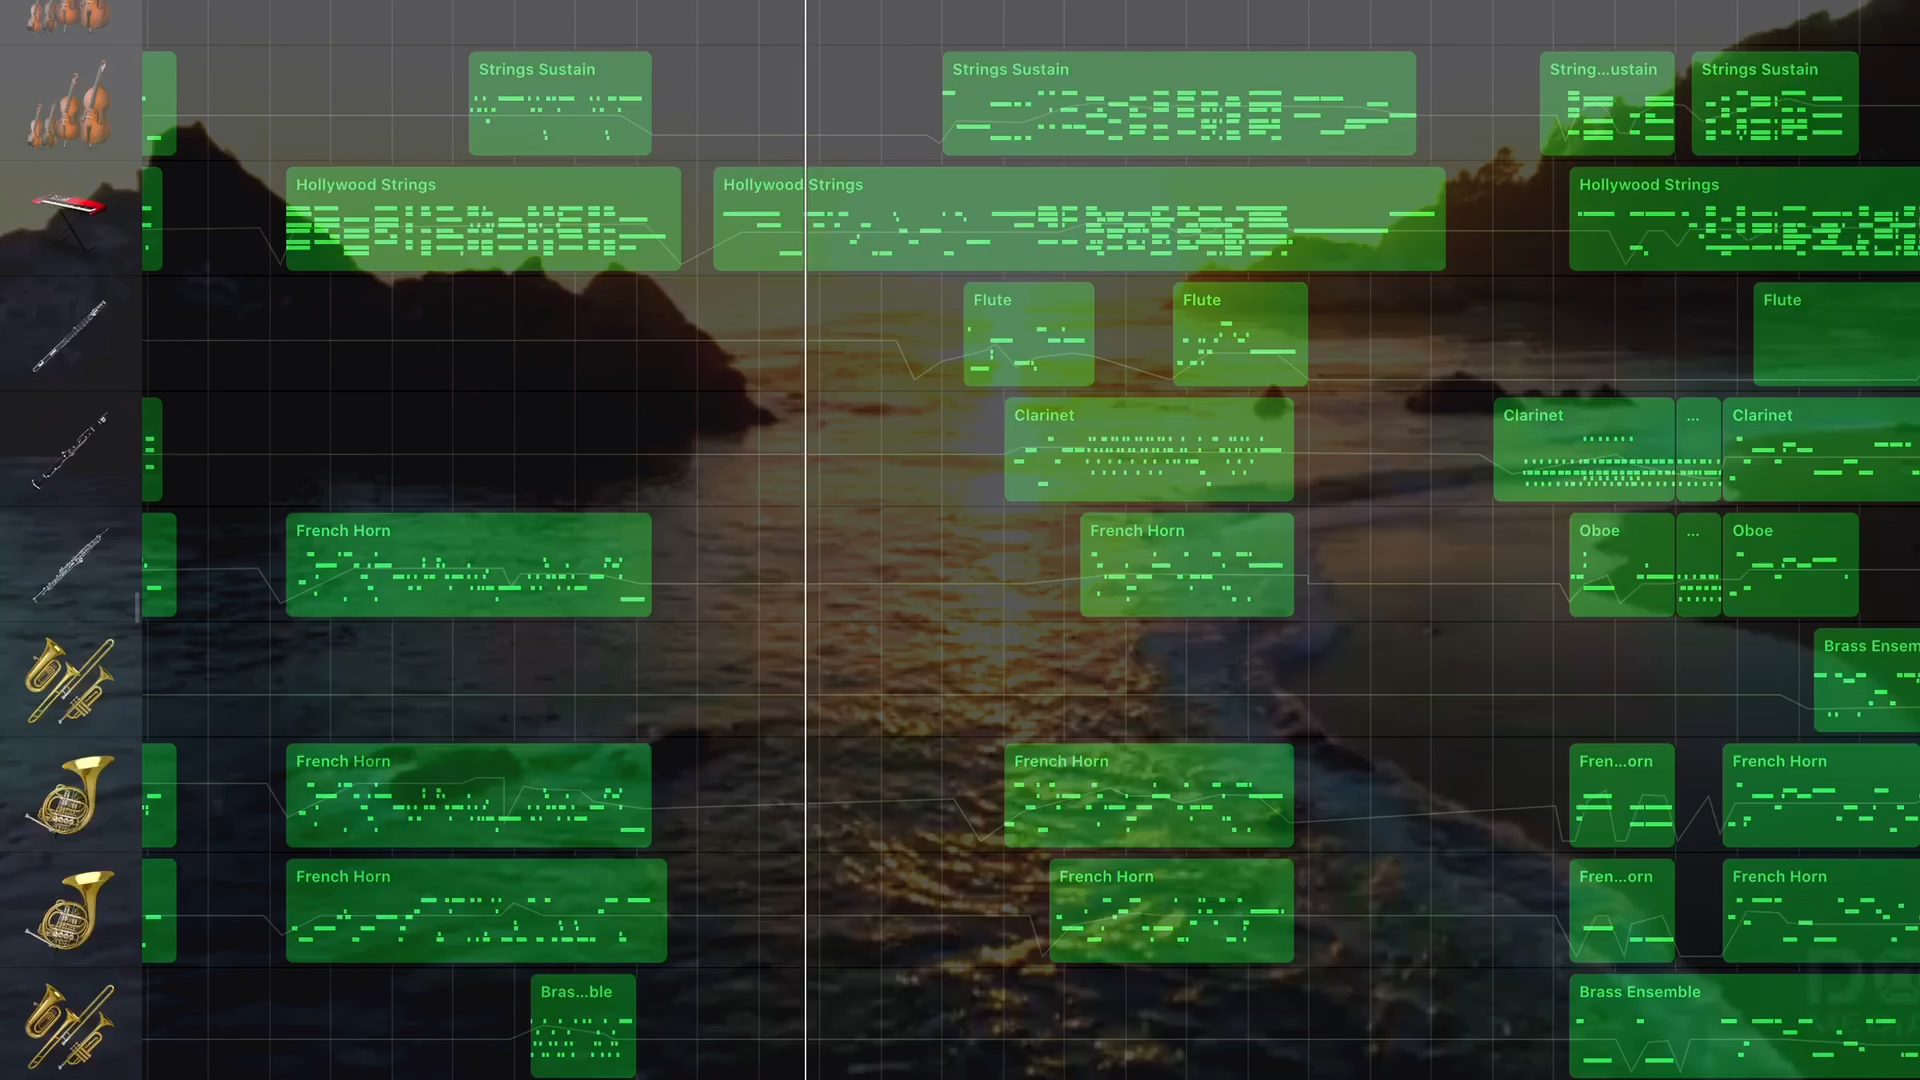 Strings Sustain
Strings Sustain
String...ustain
Strings Sustain
Hollywood Strings
Hollywood Strings
Hollywood Strings
Flute
Flute
Flute
Clarinet
Clarinet
...
Clarinet
French Horn
French Horn
Oboe
...
Oboe
Brass Ensem
French Horn
French Horn
Fren...orn
French Horn
French Horn
French Horn
Fren...orn
French Horn
Bras...ble
Brass Ensemble